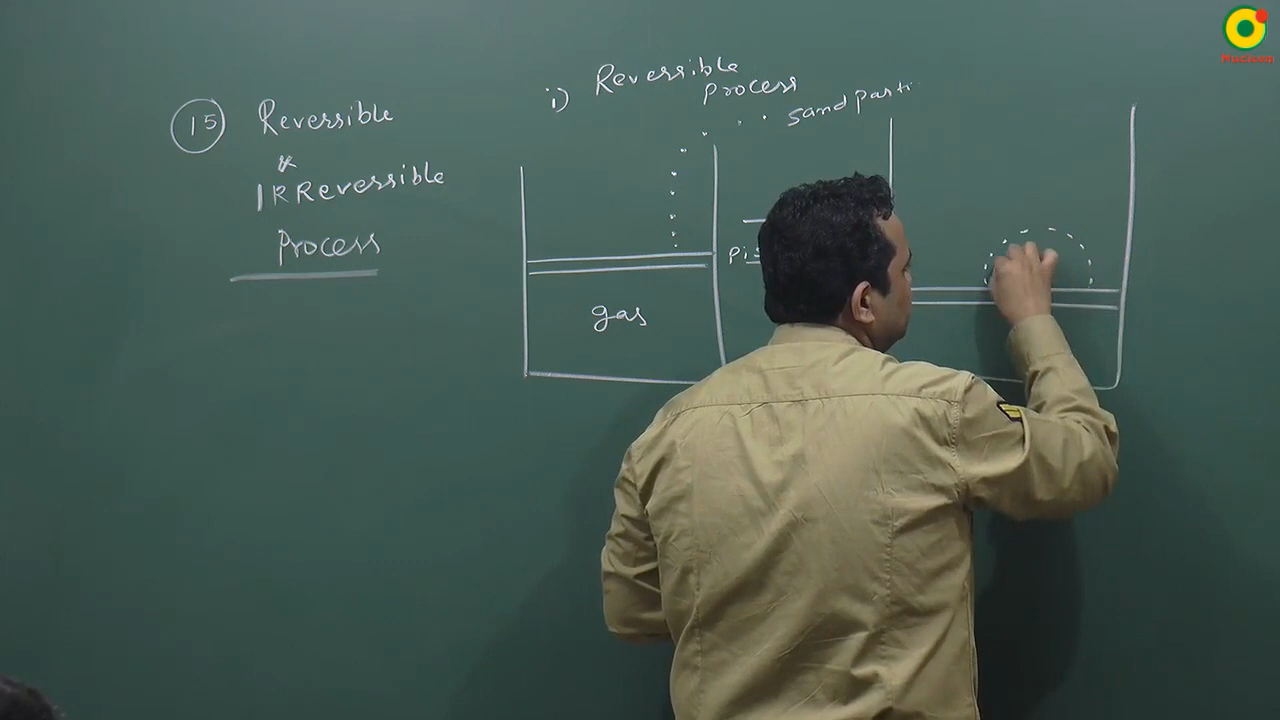 15 Reversible
&
IRReversible
Process
i) Reversible
Process
sand parti
gas